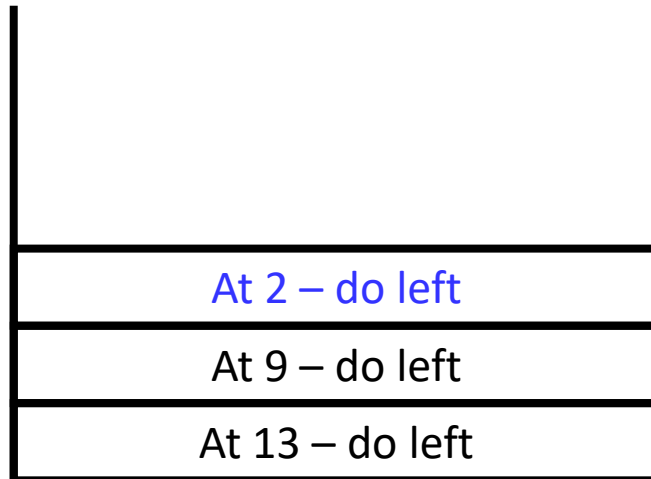 At 2 – do left
At 9 – do left
At 13 – do left